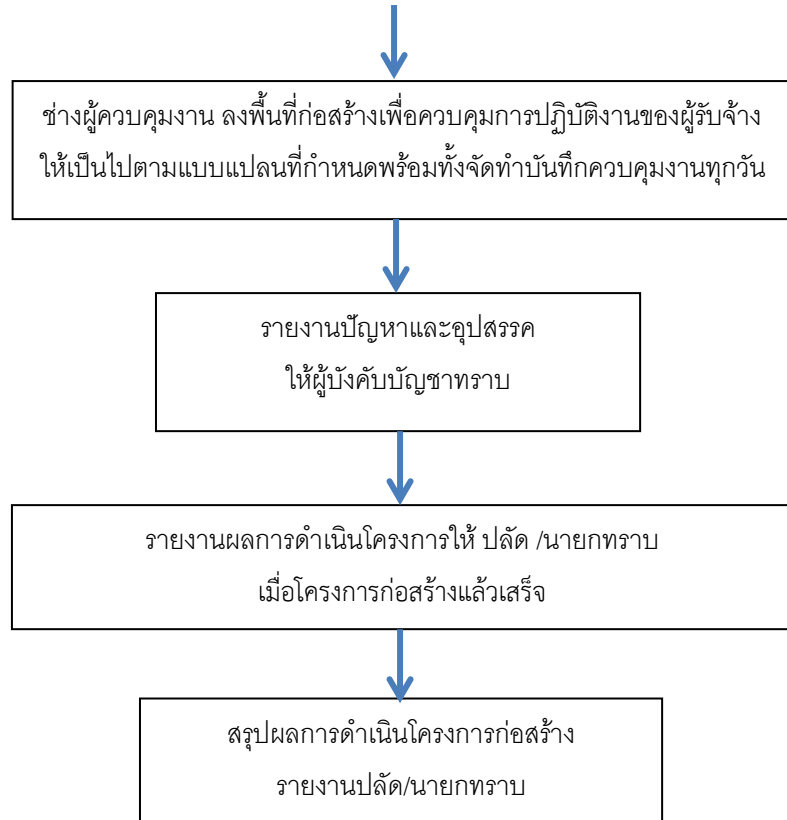 ช่างผู้ควบคุมงาน ลงพื้นที่ก่อสร้างเพื่อควบคุมการปฏิบัติงานของผู้รับจ้าง
ให้เป็นไปตามแบบแปลนที่กำหนดพร้อมทั้งจัดทำบันทึกควบคุมงานทุกวัน
รายงานปัญหาและอุปสรรค
ให้ผู้บังคับบัญชาทราบ
รายงานผลการดำเนินโครงการให้ ปลัด /นายกทราบ
เมื่อโครงการก่อสร้างแล้วเสร็จ
สรุปผลการดำเนินโครงการก่อสร้าง
รายงานปลัด/นายกทราบ